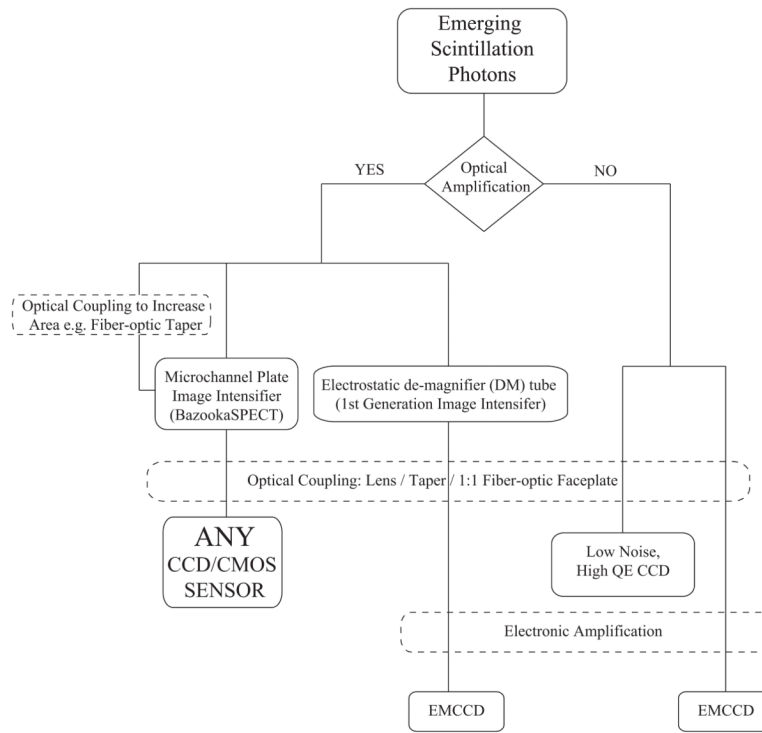 Emerging
Scintillation
Photons
YES
Optical
Amplification
NO
Optical Coupling to Increase
Area e.g. Fiber-optic Taper
Microchannel Plate
Image Intensifier
(BazookaSPECT)
Electrostatic de-magnifier (DM) tube
(1st Generation Image Intensifer)
Optical Coupling: Lens / Taper / 1:1 Fiber-optic Faceplate
ANY
CCD/CMOS
SENSOR
Low Noise,
High QE CCD
Electronic Amplification
EMCCD
EMCCD